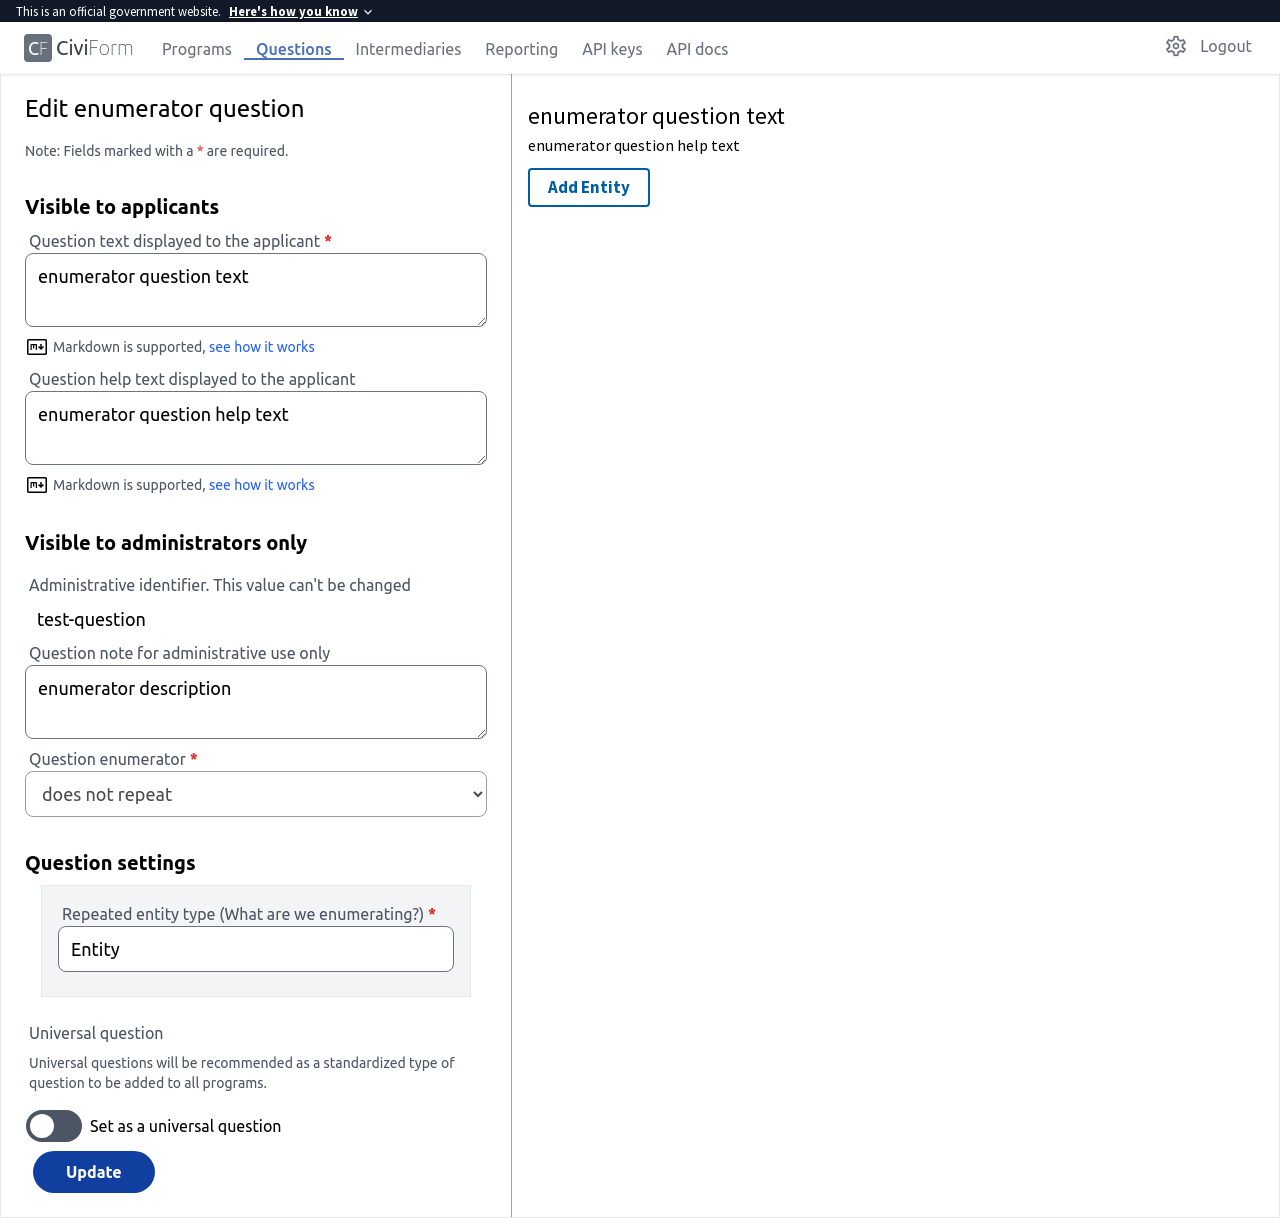 This is an official government website. Here's how you know
CF CiviForm Programs Questions Intermediaries Reporting API keys API docs Logout
Edit enumerator question
Note: Fields marked with a * are required.
Visible to applicants
Question text displayed to the applicant *
enumerator question text
Markdown is supported, see how it works
Question help text displayed to the applicant
enumerator question help text
Markdown is supported, see how it works
Visible to administrators only
Administrative identifier. This value can't be changed
test-question
Question note for administrative use only
enumerator description
Question enumerator *
does not repeat
Question settings
Repeated entity type (What are we enumerating?) *
Entity
Universal question
Universal questions will be recommended as a standardized type of
question to be added to all programs.
Set as a universal question
Update
enumerator question text
enumerator question help text
Add Entity